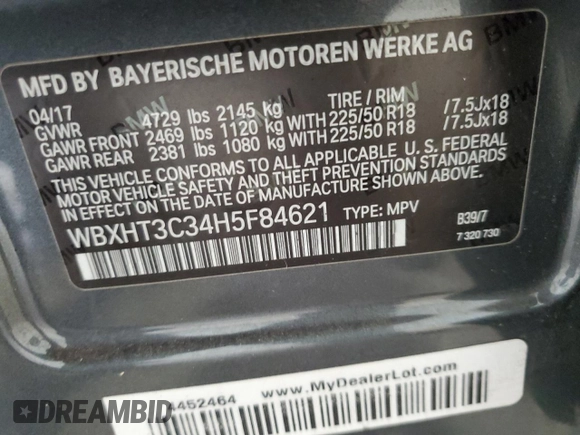 MFD BY BAYERISCHE MOTOREN WERKE AG
04/17
TIRE / RIM
GVWR 4729 lbs 2145 kg
GAWR FRONT 2469 lbs 1120 kg WITH 225/50 R18 /7.5Jx18
GAWR REAR 2381 lbs 1080 kg WITH 225/50 R18 /7.5Jx18
THIS VEHICLE CONFORMS TO ALL APPLICABLE U. S. FEDERAL
MOTOR VEHICLE SAFETY AND THEFT PREVENTION STANDARDS
IN EFFECT ON THE DATE OF MANUFACTURE SHOWN ABOVE.
WBXHT3C34H5F84621 TYPE: MPV B39/7
7 320 730
4452464 www.MyDealerLot.com
DREAMBID